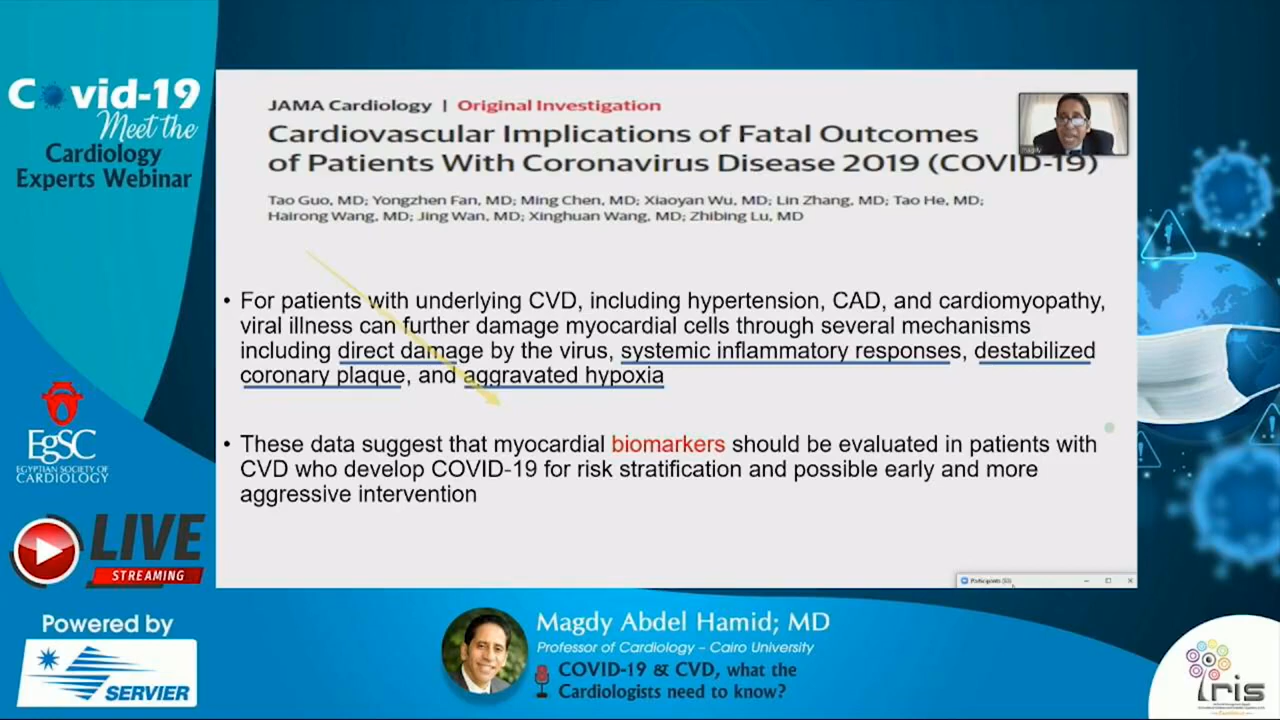 Covid-19
Meet the
Cardiology
Experts Webinar
JAMA Cardiology | Original Investigation
Cardiovascular Implications of Fatal Outcomes
of Patients With Coronavirus Disease 2019 (COVID-19)
Tao Guo, MD; Yongzhen Fan, MD; Ming Chen, MD; Xiaoyan Wu, MD; Lin Zhang, MD; Tao He, MD;
Hairong Wang, MD; Jing Wan, MD; Xinghuan Wang, MD; Zhibing Lu, MD
magdy
• For patients with underlying CVD, including hypertension, CAD, and cardiomyopathy,
viral illness can further damage myocardial cells through several mechanisms
including direct damage by the virus, systemic inflammatory responses, destabilized
coronary plaque, and aggravated hypoxia
• These data suggest that myocardial biomarkers should be evaluated in patients with
CVD who develop COVID-19 for risk stratification and possible early and more
aggressive intervention
EgSC
EGYPTIAN SOCIETY OF
CARDIOLOGY
LIVE
STREAMING
Participants (53)
Powered by
SERVIER
Magdy Abdel Hamid; MD
Professor of Cardiology – Cairo University
COVID-19 & CVD, what the
Cardiologists need to know?
iris